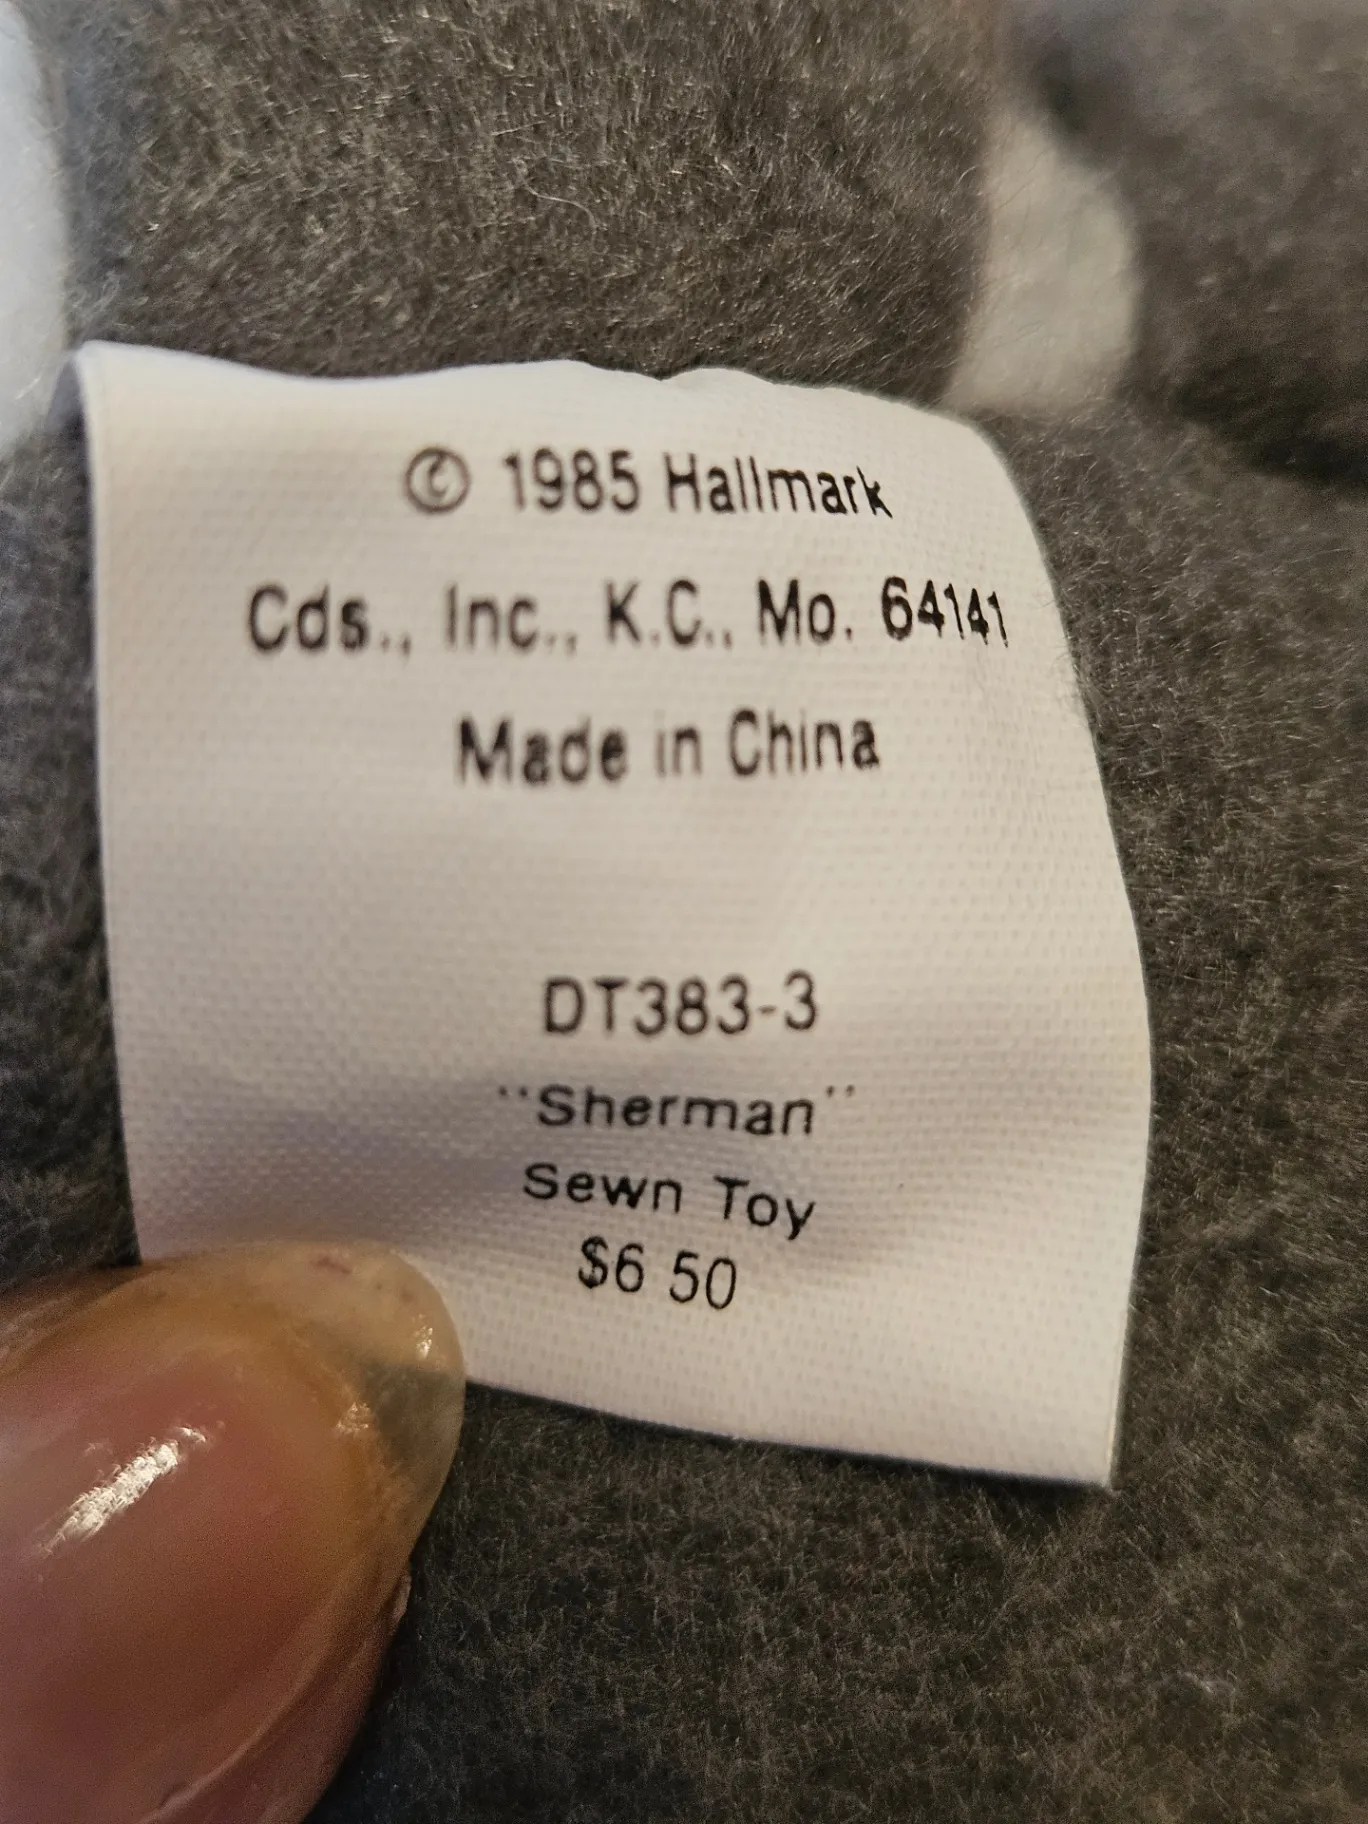 © 1985 Hallmark
Cds., Inc., K.C., Mo. 64141
Made in China
DT383-3
"Sherman"
Sewn Toy
$6 50